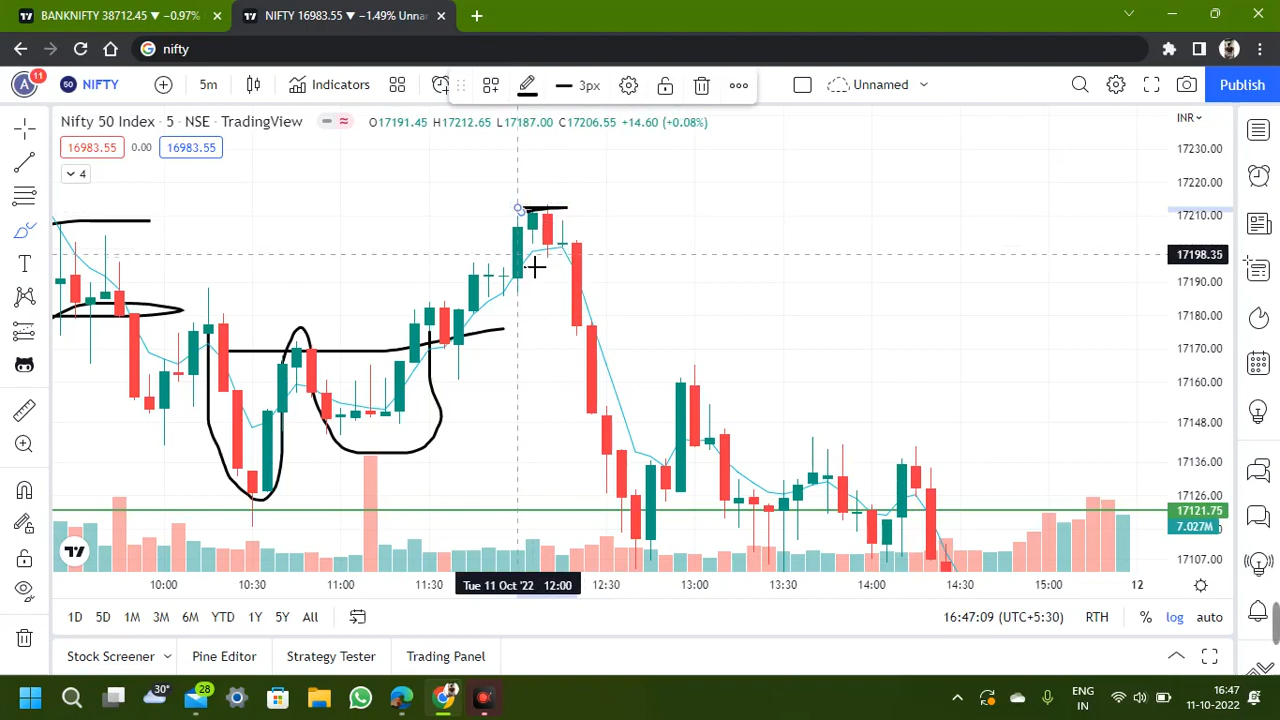 BANKNIFTY 38712.45 ▼ −0.97%
NIFTY 16983.55 ▼ −1.49% Unnar
nifty
A 11 50 NIFTY 5m Indicators 3px Unnamed Publish
Nifty 50 Index · 5 · NSE · TradingView O17191.45 H17212.65 L17187.00 C17206.55 +14.60 (+0.08%) INR
16983.55 0.00 16983.55
4
17230.00
17220.00
17210.00
17198.35
17190.00
17180.00
17170.00
17160.00
17148.00
17136.00
17126.00
17121.75
7.027M
17107.00
10:00 10:30 11:00 11:30 Tue 11 Oct '22 12:00 12:30 13:00 13:30 14:00 14:30 15:00 12
1D 5D 1M 3M 6M YTD 1Y 5Y All 16:47:09 (UTC+5:30) RTH % log auto
Stock Screener Pine Editor Strategy Tester Trading Panel
30° 28 ENG 16:47
IN 11-10-2022